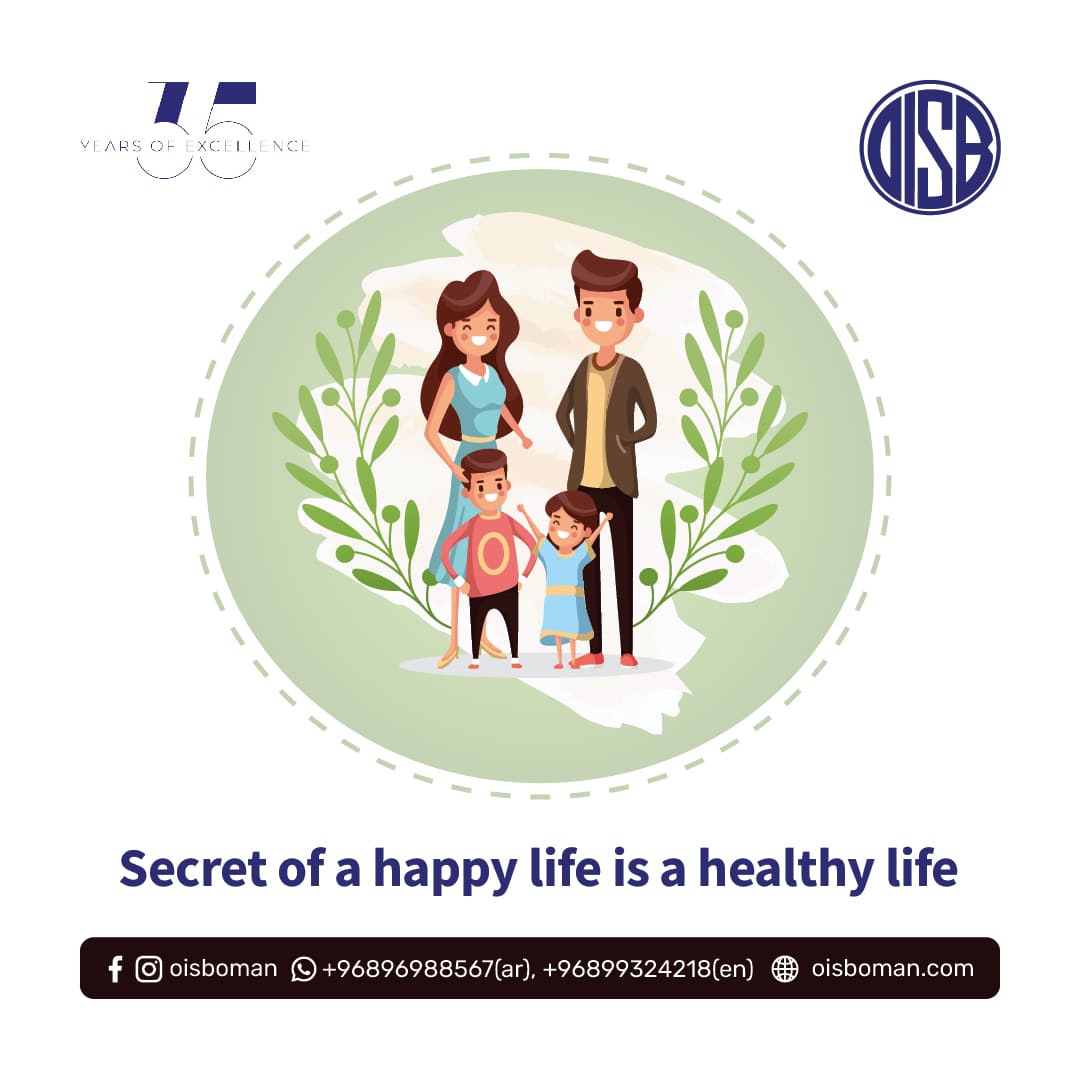 35
YEARS OF EXCELLENCE
OISB
Secret of a happy life is a healthy life
oisboman +96896988567(ar), +96899324218(en) oisboman.com